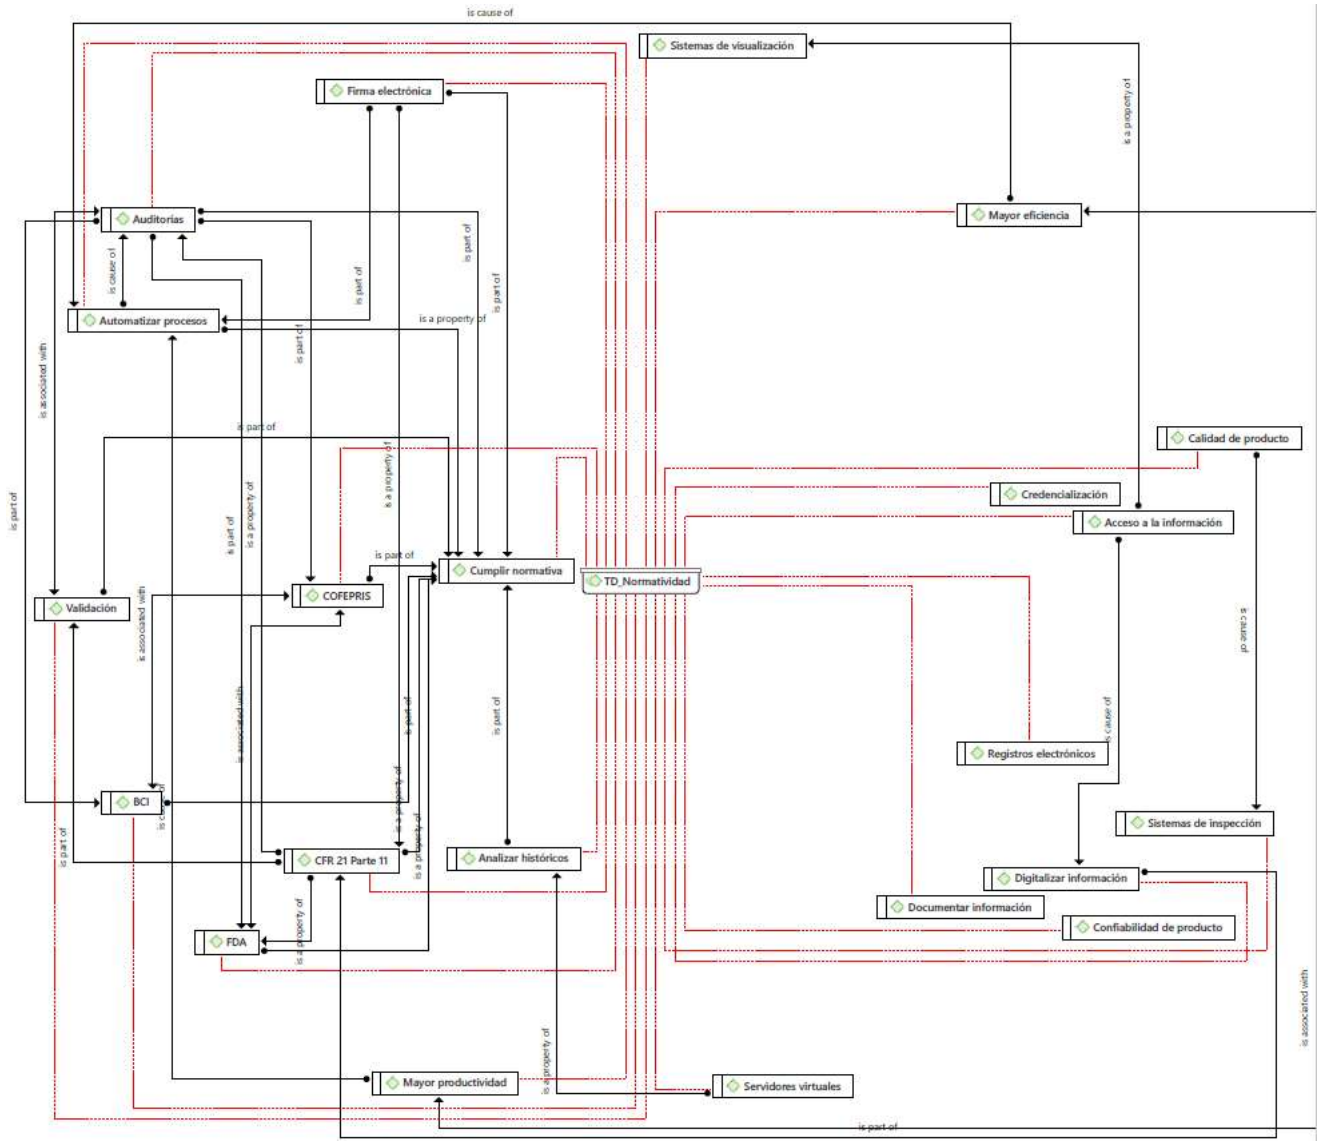 is cause of
Sistemas de visualización
Firma electrónica
is a property of
Auditorías
Mayor eficiencia
is part of
is cause of
is part of
is part of
Automatizar procesos
is a property of
is part of
is associated with
is part of
Calidad de producto
is a property of
Credencialización
is part of
is a property of
is part of
Acceso a la información
is part of
Cumplir normativa
TD_Normatividad
COFEPRIS
Validación
is associated with
is cause of
is associated with
is part of
is part of
is cause of
Registros electrónicos
BCI
is a property of
Sistemas de inspección
is part of
is a property of
CFR 21 Parte 11
Analizar históricos
Digitalizar información
Documentar información
Confiabilidad de producto
FDA
is a property of
is associated with
is a property of
Mayor productividad
Servidores virtuales
is part of